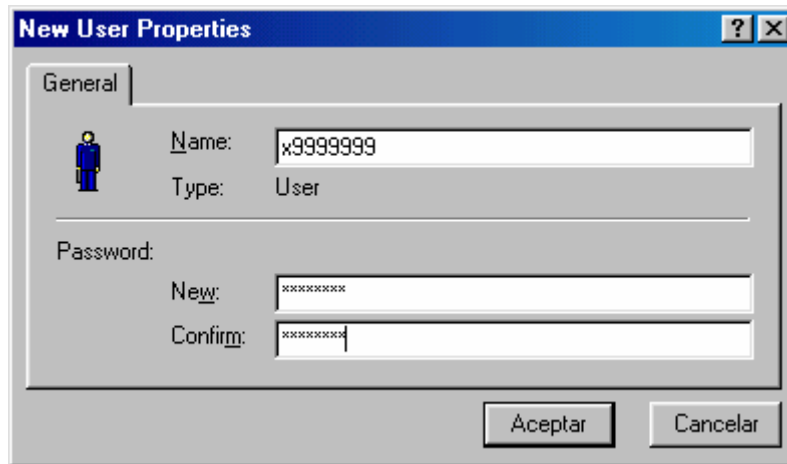 New User Properties
General
Name: x9999999
Type: User
Password:
New: ********
Confirm: ********
Aceptar Cancelar